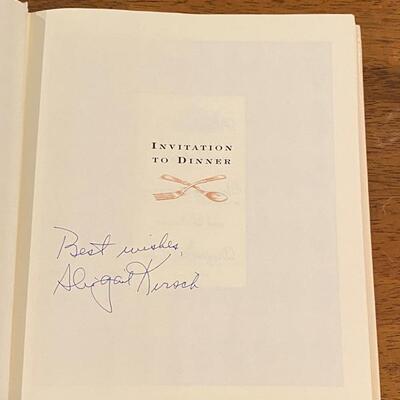 INVITATION
TO DINNER
Best wishes,
Abigail Kirsch